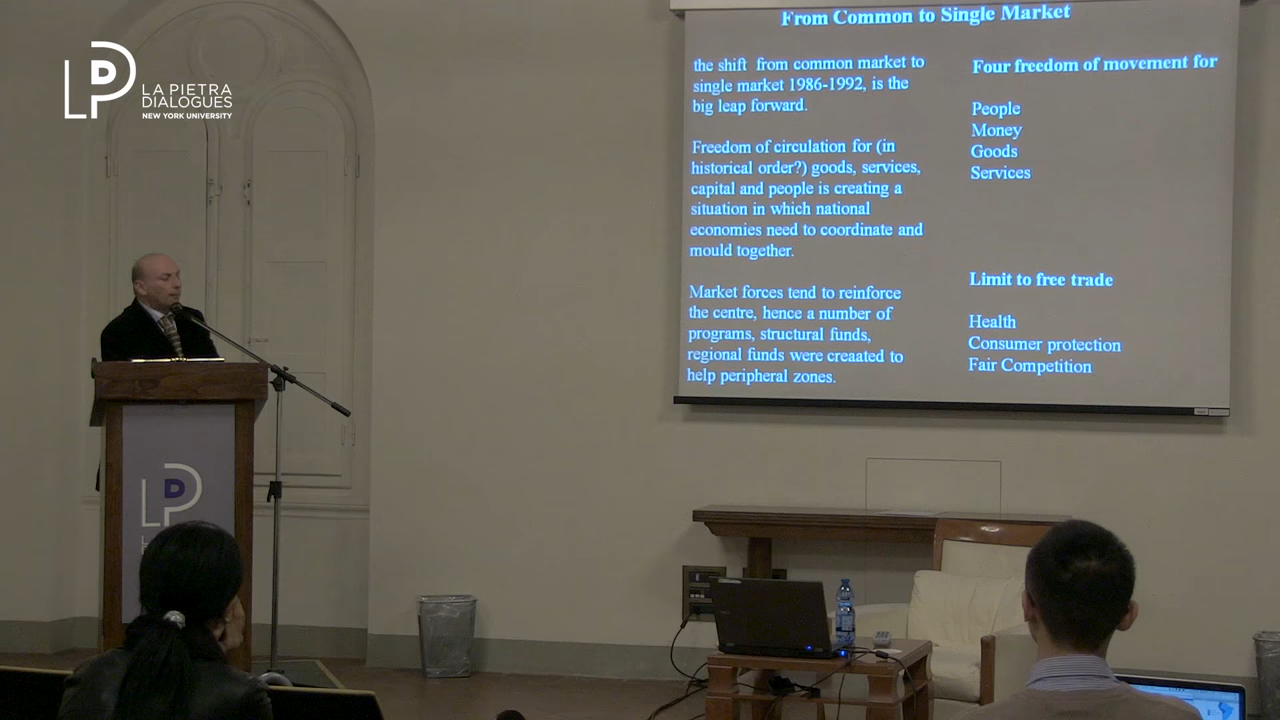 LA PIETRA
DIALOGUES
NEW YORK UNIVERSITY
From Common to Single Market
the shift from common market to
single market 1986-1992, is the
big leap forward.
Freedom of circulation for (in
historical order?) goods, services,
capital and people is creating a
situation in which national
economies need to coordinate and
mould together.
Market forces tend to reinforce
the centre, hence a number of
programs, structural funds,
regional funds were creaated to
help peripheral zones.
Four freedom of movement for
People
Money
Goods
Services
Limit to free trade
Health
Consumer protection
Fair Competition